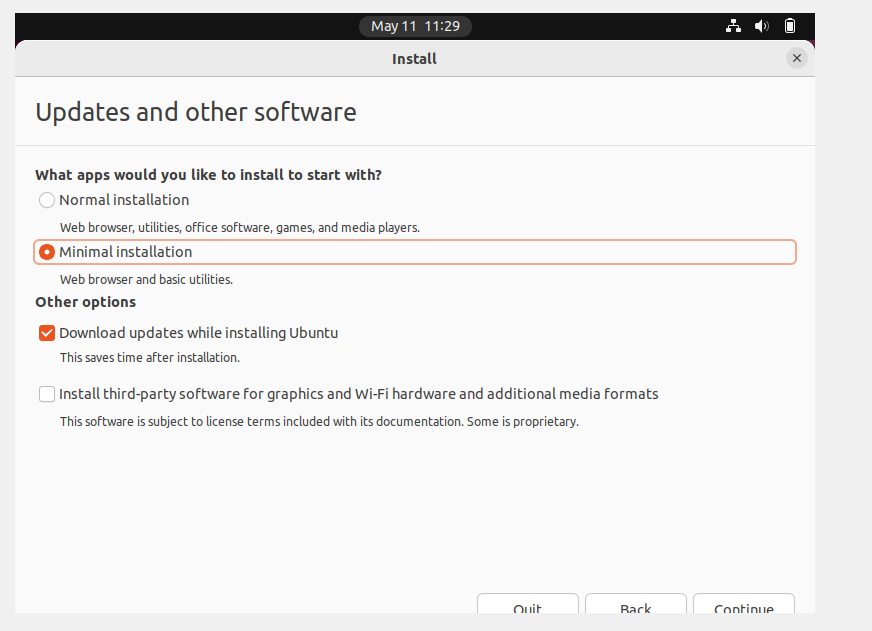 May 11 11:29
Install
Updates and other software
What apps would you like to install to start with?
Normal installation
Web browser, utilities, office software, games, and media players.
Minimal installation
Web browser and basic utilities.
Other options
Download updates while installing Ubuntu
This saves time after installation.
Install third-party software for graphics and Wi-Fi hardware and additional media formats
This software is subject to license terms included with its documentation. Some is proprietary.
Quit Back Continue